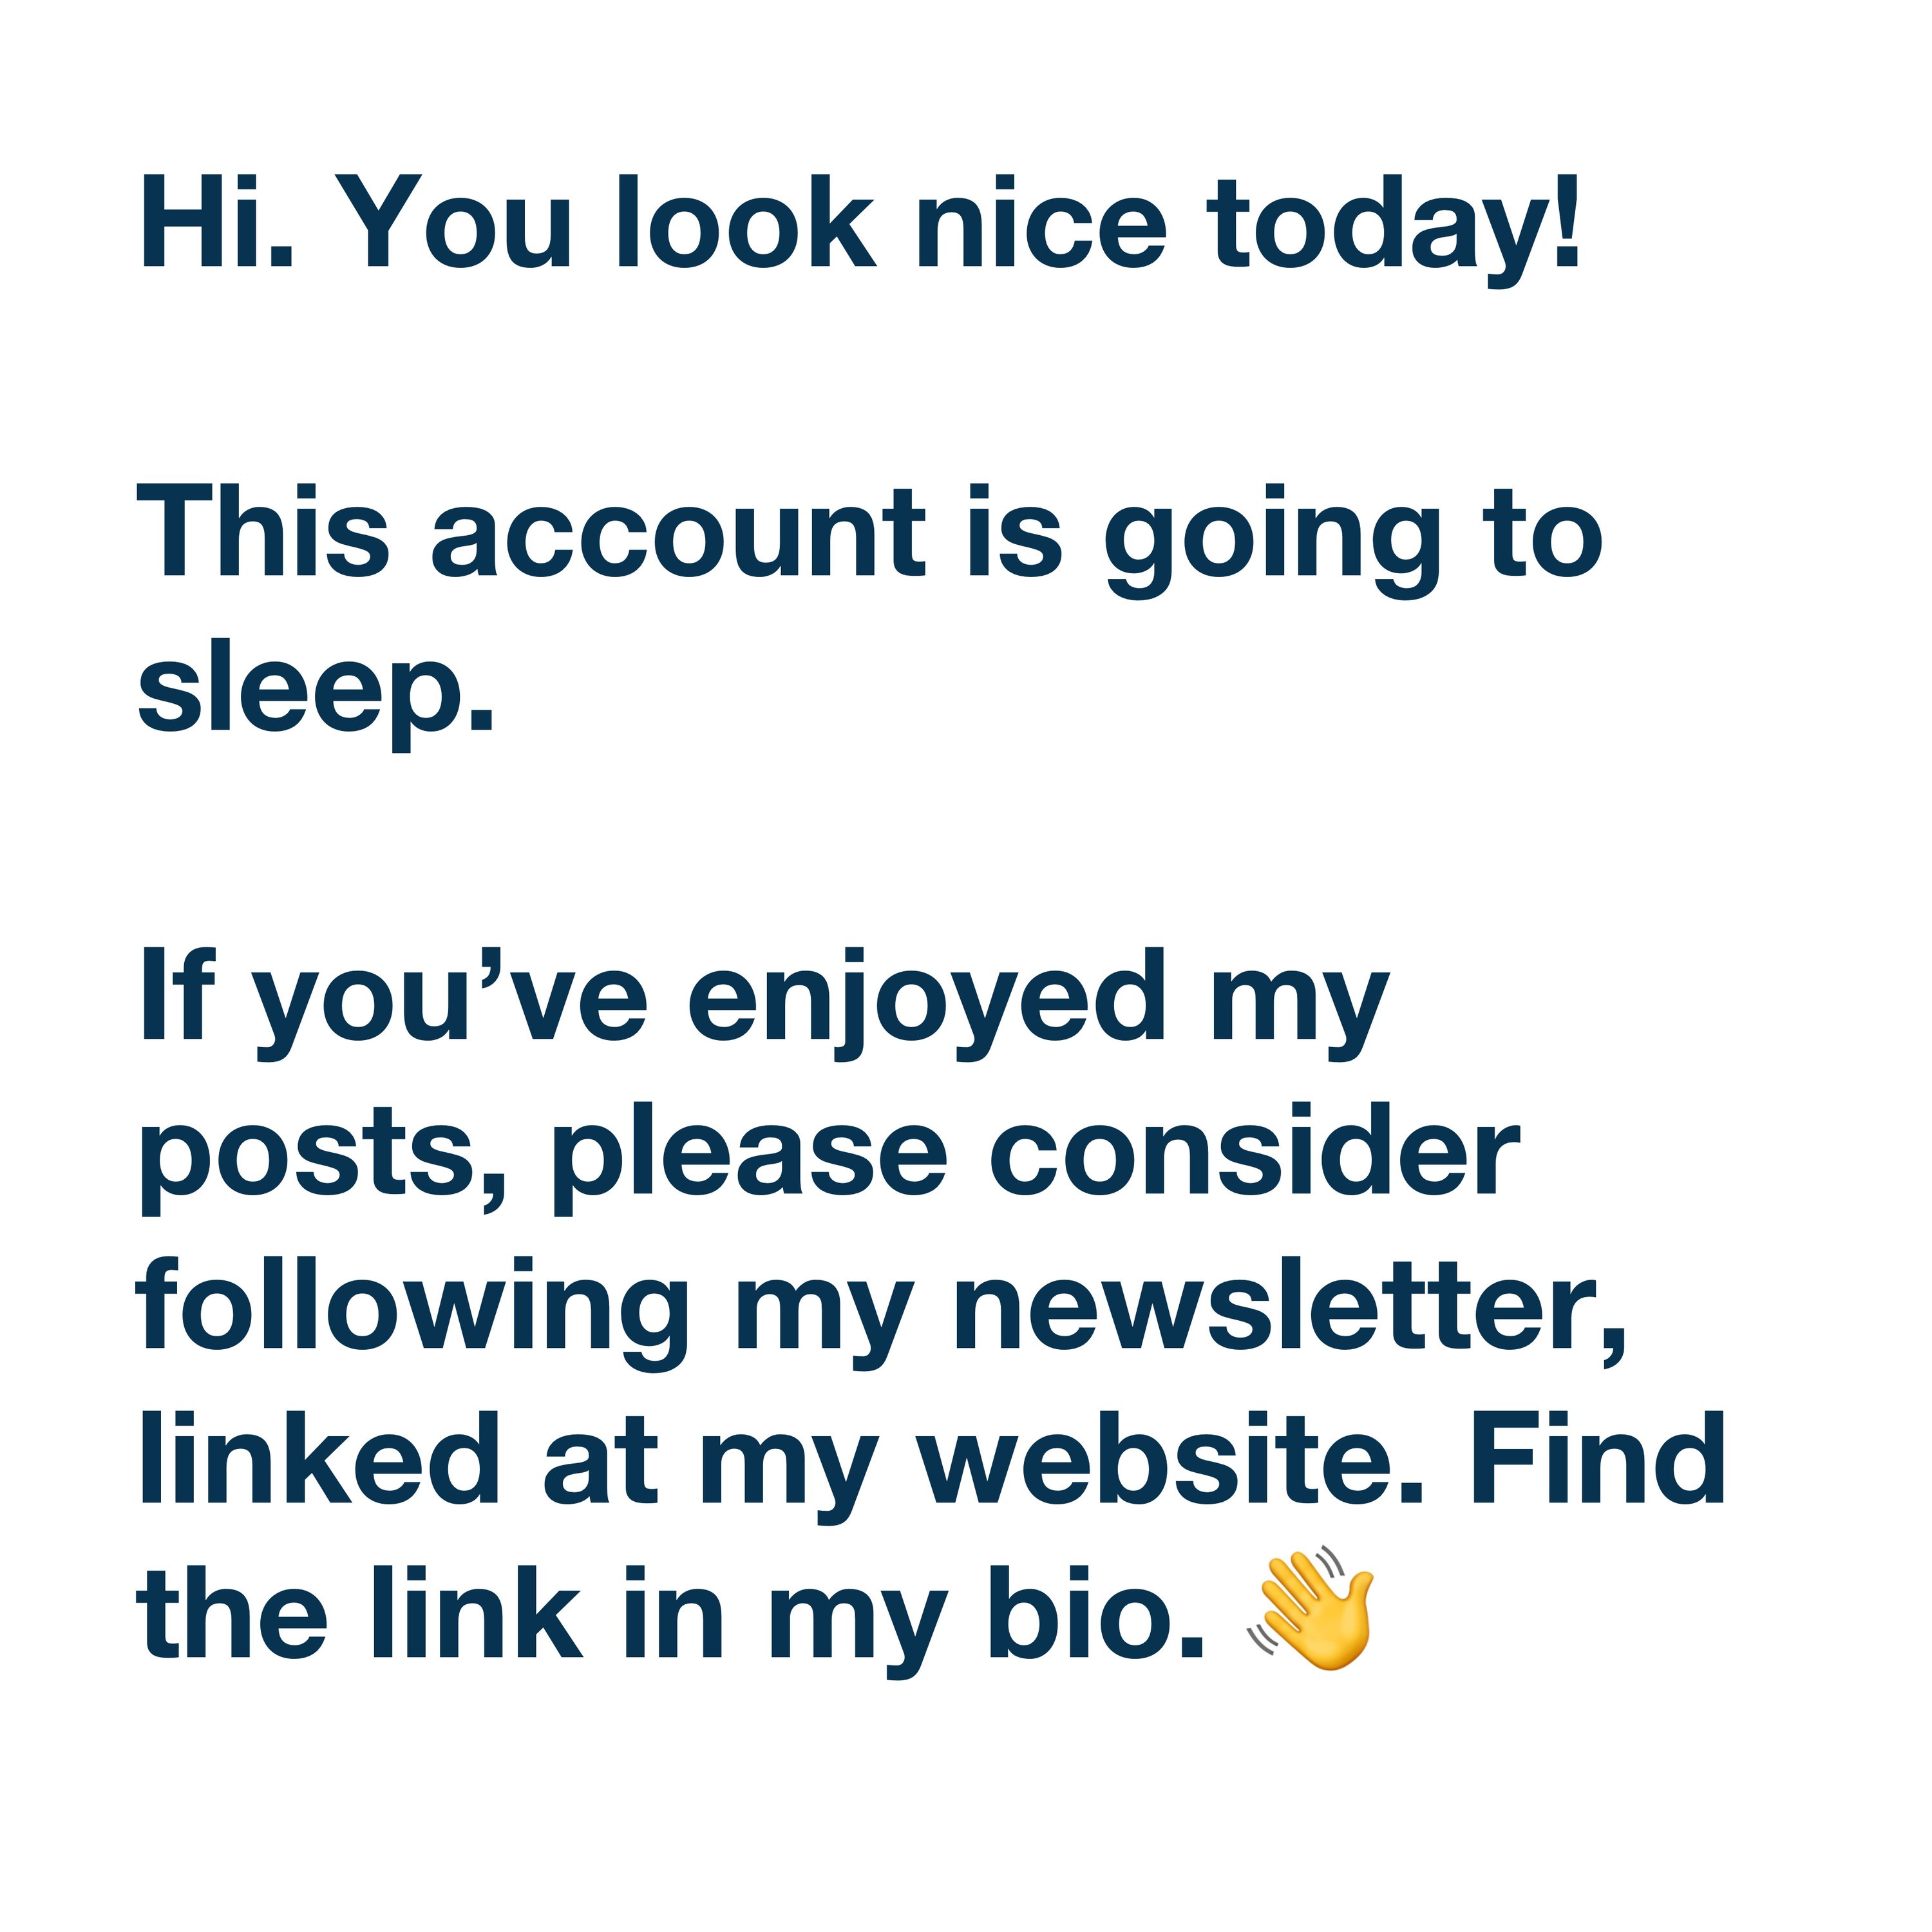 Hi. You look nice today!
This account is going to
sleep.
If you’ve enjoyed my
posts, please consider
following my newsletter,
linked at my website. Find
the link in my bio. 👋